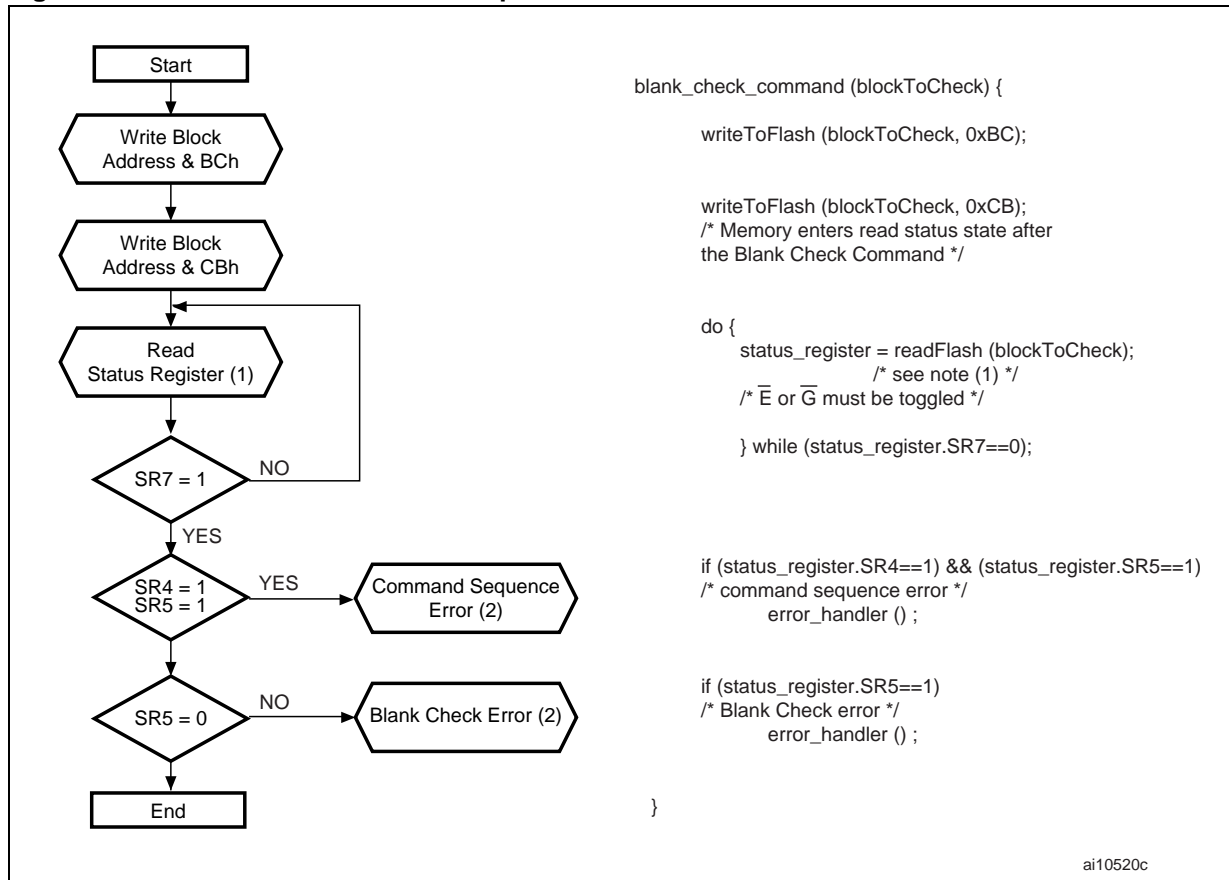 Start
Write Block
Address & BCh
Write Block
Address & CBh
Read
Status Register (1)
SR7 = 1
NO
YES
SR4 = 1
SR5 = 1
YES
Command Sequence
Error (2)
SR5 = 0
NO
Blank Check Error (2)
End
blank_check_command (blockToCheck) {
writeToFlash (blockToCheck, 0xBC);
writeToFlash (blockToCheck, 0xCB);
/* Memory enters read status state after
the Blank Check Command */
do {
status_register = readFlash (blockToCheck);
/* see note (1) */
/* E̅ or G̅ must be toggled */
} while (status_register.SR7==0);
if (status_register.SR4==1) && (status_register.SR5==1)
/* command sequence error */
error_handler () ;
if (status_register.SR5==1)
/* Blank Check error */
error_handler () ;
}
ai10520c